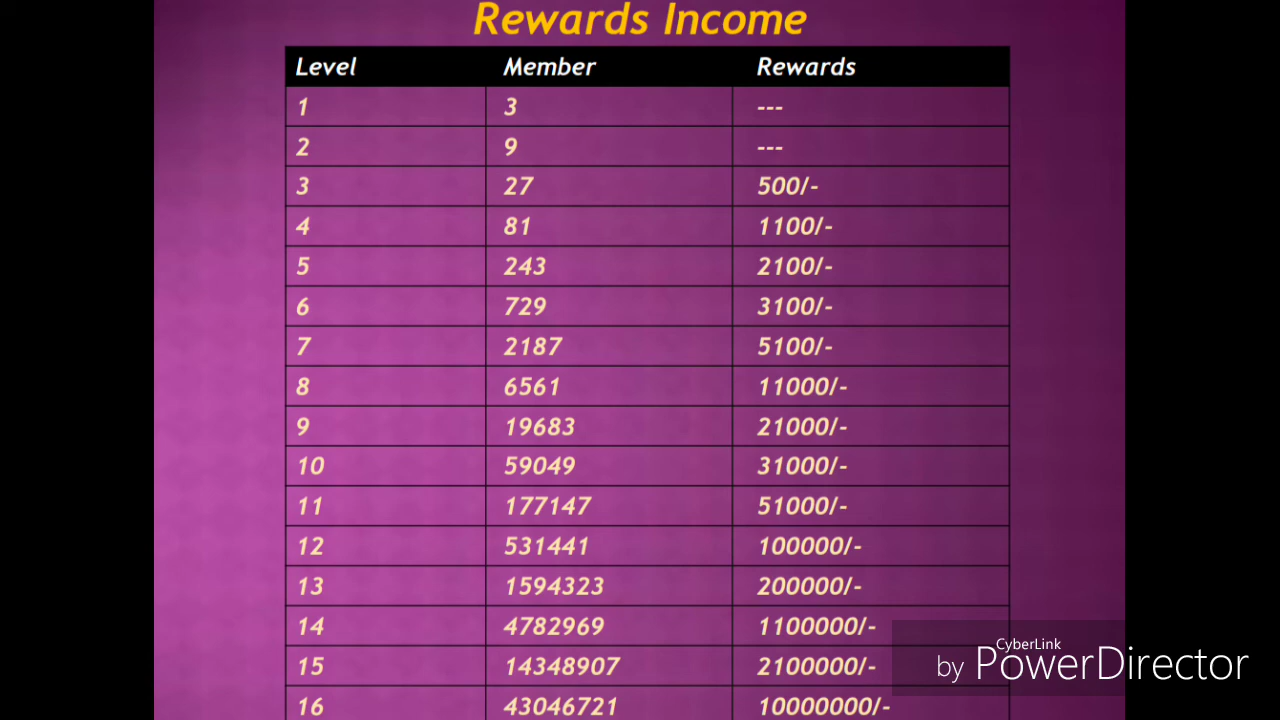 Rewards Income
Level Member Rewards
1 3 ---
2 9 ---
3 27 500/-
4 81 1100/-
5 243 2100/-
6 729 3100/-
7 2187 5100/-
8 6561 11000/-
9 19683 21000/-
10 59049 31000/-
11 177147 51000/-
12 531441 100000/-
13 1594323 200000/-
14 4782969 1100000/-
15 14348907 2100000/-
16 43046721 10000000/-
CyberLink
by PowerDirector